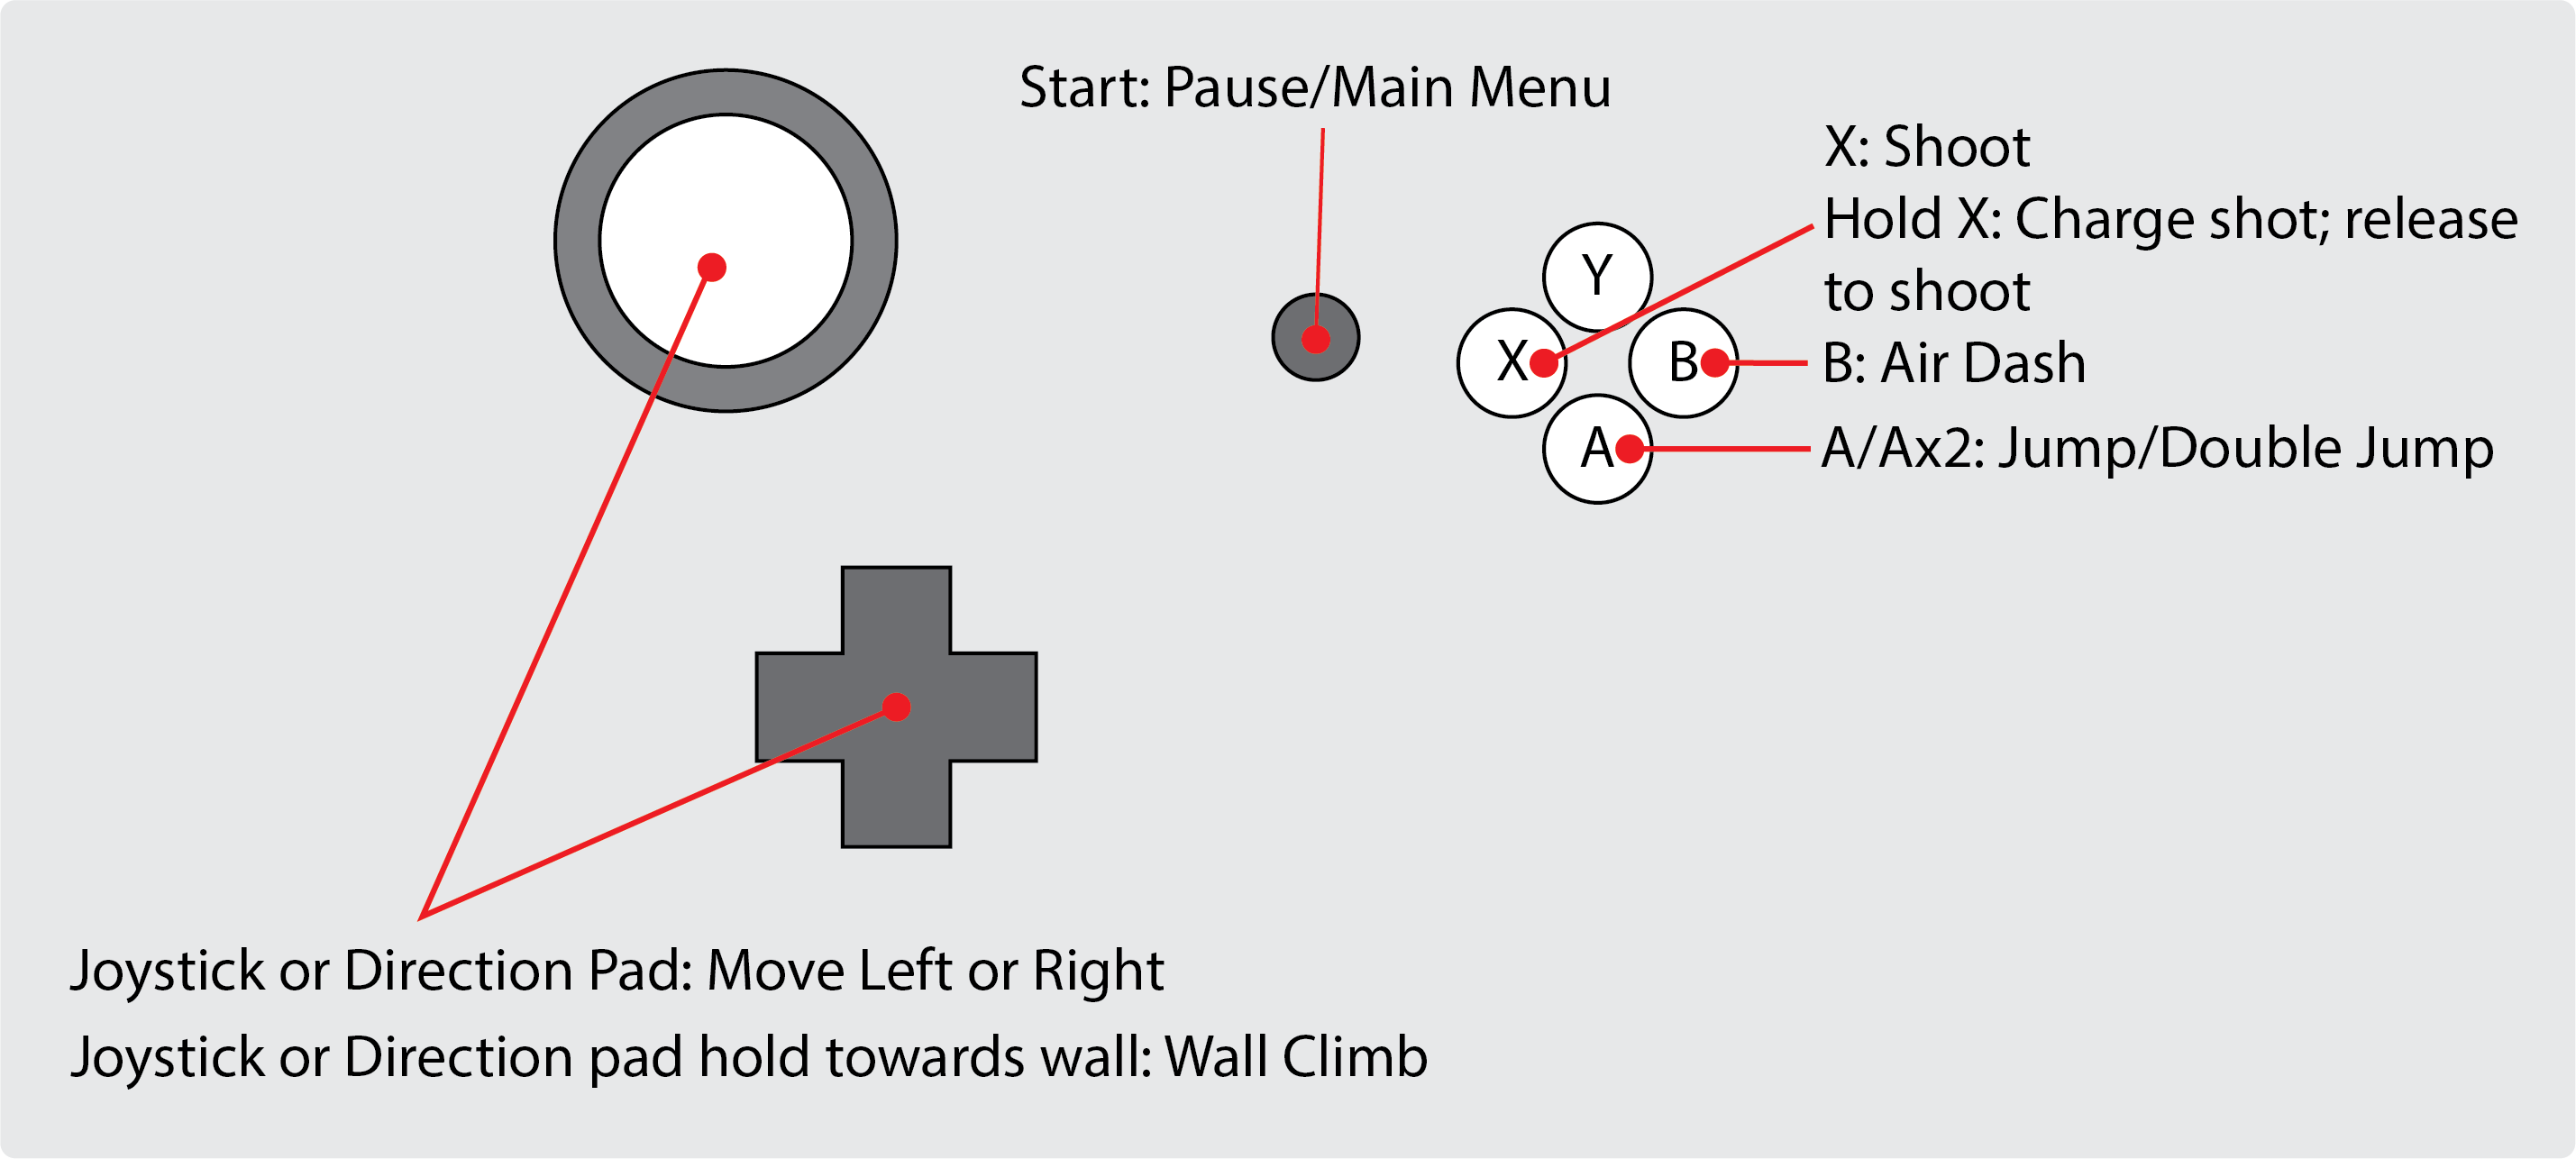 Start: Pause/Main Menu
X: Shoot
Hold X: Charge shot; release
to shoot
Y
X
B
B: Air Dash
A
A/Ax2: Jump/Double Jump
Joystick or Direction Pad: Move Left or Right
Joystick or Direction pad hold towards wall: Wall Climb